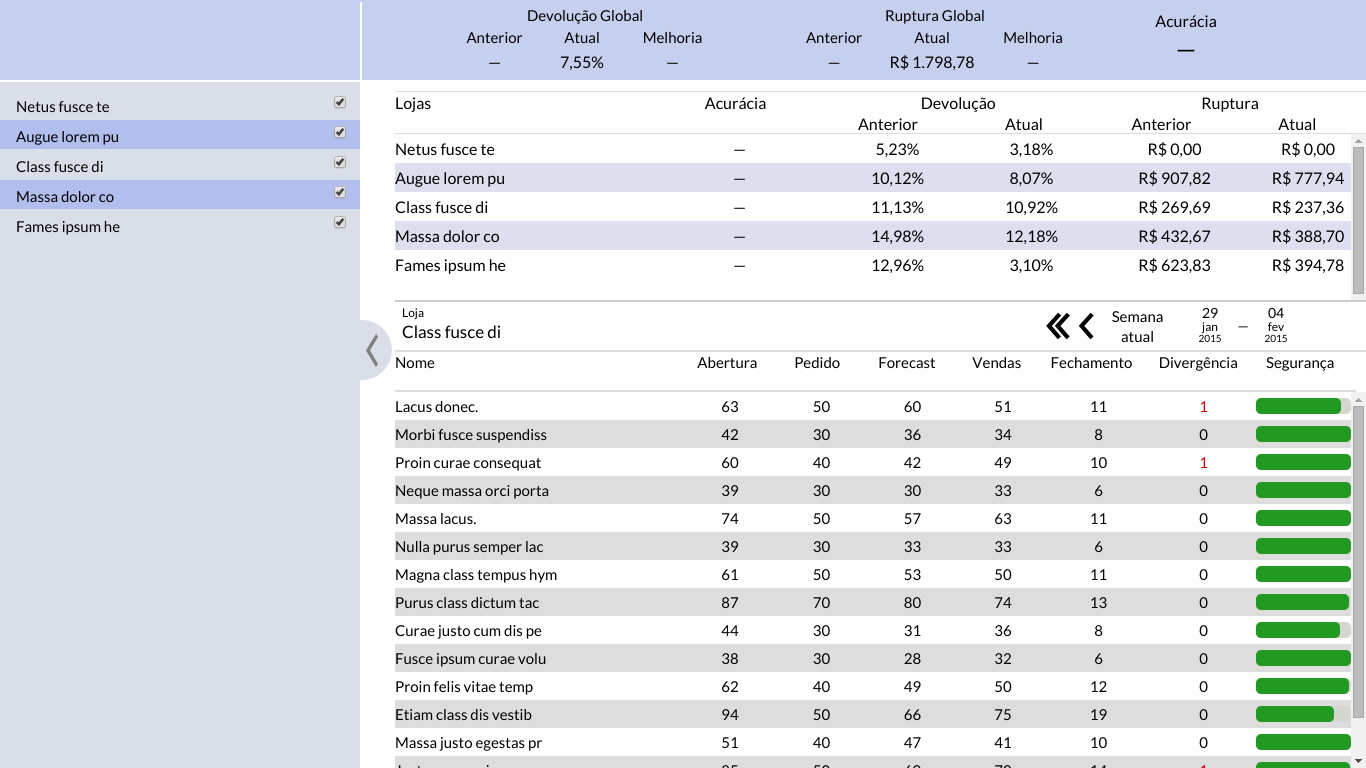 Devolução Global Ruptura Global Acurácia
Anterior Atual Melhoria Anterior Atual Melhoria
— 7,55% — — R$ 1.798,78 — —
Netus fusce te
Augue lorem pu
Class fusce di
Massa dolor co
Fames ipsum he
Lojas Acurácia Devolução Ruptura
Anterior Atual Anterior Atual
Netus fusce te — 5,23% 3,18% R$ 0,00 R$ 0,00
Augue lorem pu — 10,12% 8,07% R$ 907,82 R$ 777,94
Class fusce di — 11,13% 10,92% R$ 269,69 R$ 237,36
Massa dolor co — 14,98% 12,18% R$ 432,67 R$ 388,70
Fames ipsum he — 12,96% 3,10% R$ 623,83 R$ 394,78
Loja
Class fusce di
Semana
atual
29
jan
2015
—
04
fev
2015
Nome Abertura Pedido Forecast Vendas Fechamento Divergência Segurança
Lacus donec. 63 50 60 51 11 1
Morbi fusce suspendiss 42 30 36 34 8 0
Proin curae consequat 60 40 42 49 10 1
Neque massa orci porta 39 30 30 33 6 0
Massa lacus. 74 50 57 63 11 0
Nulla purus semper lac 39 30 33 33 6 0
Magna class tempus hym 61 50 53 50 11 0
Purus class dictum tac 87 70 80 74 13 0
Curae justo cum dis pe 44 30 31 36 8 0
Fusce ipsum curae volu 38 30 28 32 6 0
Proin felis vitae temp 62 40 49 50 12 0
Etiam class dis vestib 94 50 66 75 19 0
Massa justo egestas pr 51 40 47 41 10 0